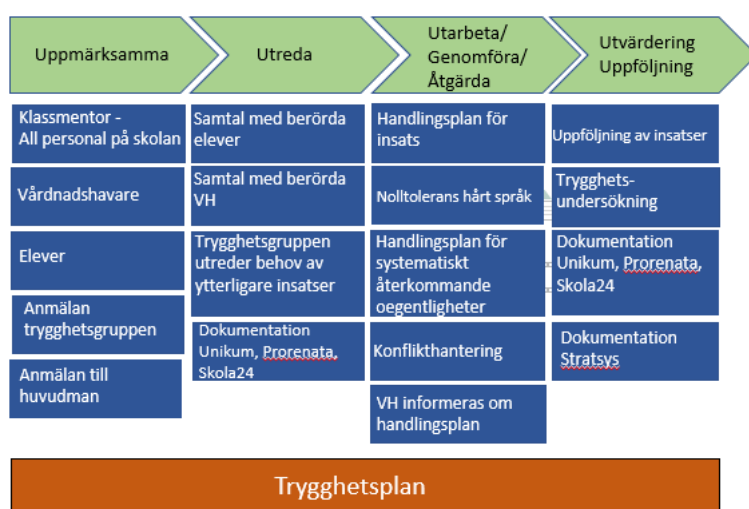 Uppmärksamma
Utreda
Utarbeta/
Genomföra/
Åtgärda
Utvärdering
Uppföljning
Klassmentor -
All personal på skolan
Vårdnadshavare
Elever
Anmälan
trygghetsgruppen
Anmälan till
huvudman
Samtal med berörda
elever
Samtal med berörda
VH
Trygghetsgruppen
utreder behov av
ytterligare insatser
Dokumentation
Unikum, Prorenata,
Skola24
Handlingsplan för
insats
Nolltolerans hårt språk
Handlingsplan för
systematiskt
återkommande
oegentligheter
Konflikthantering
VH informeras om
handlingsplan
Uppföljning av insatser
Trygghets-
undersökning
Dokumentation
Unikum, Prorenata,
Skola24
Dokumentation
Stratsys
Trygghetsplan